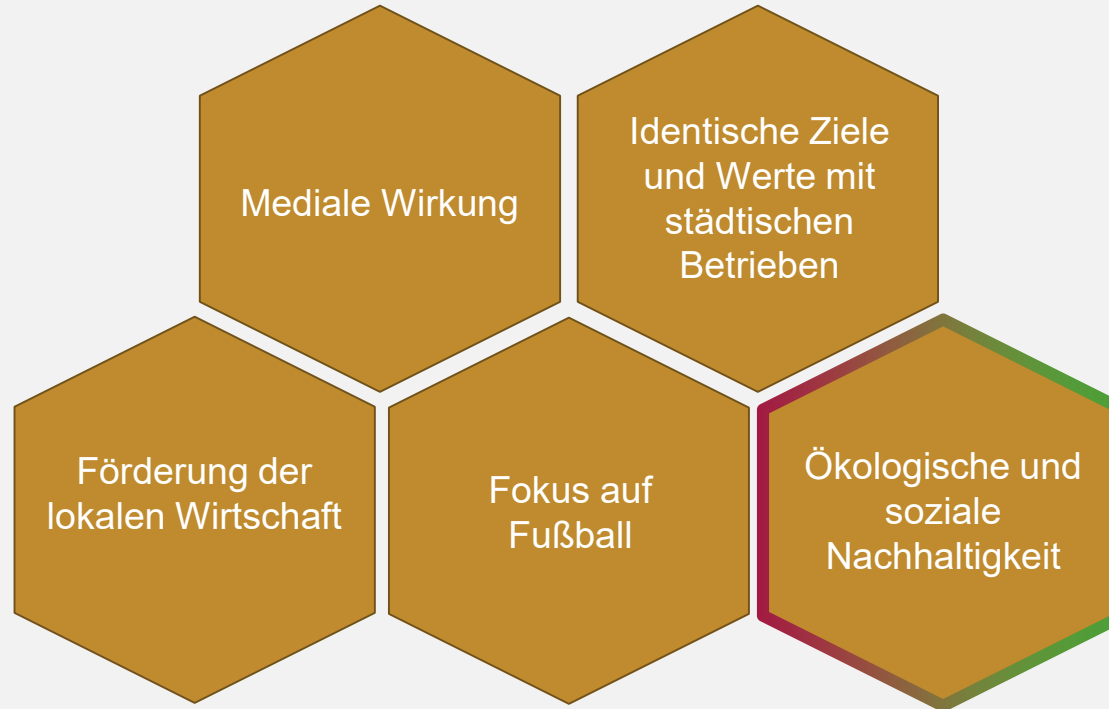 Mediale Wirkung
Identische Ziele
und Werte mit
städtischen
Betrieben
Förderung der
lokalen Wirtschaft
Fokus auf
Fußball
Ökologische und
soziale
Nachhaltigkeit